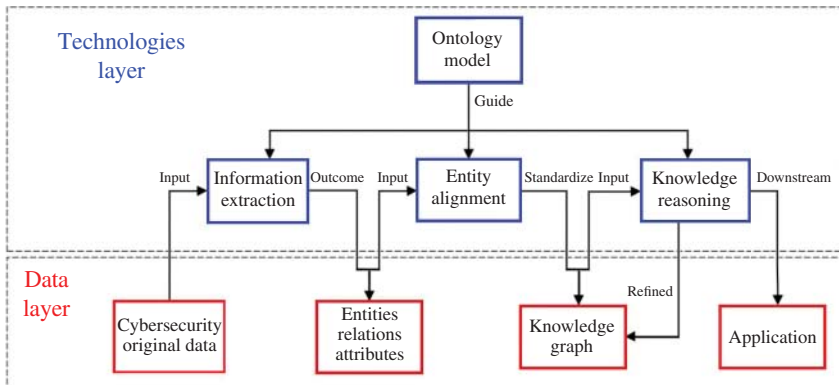 Technologies
layer
Ontology
model
Guide
Input
Information
extraction
Outcome
Input
Entity
alignment
Standardize
Input
Knowledge
reasoning
Downstream
Data
layer
Cybersecurity
original data
Entities
relations
attributes
Knowledge
graph
Refined
Application